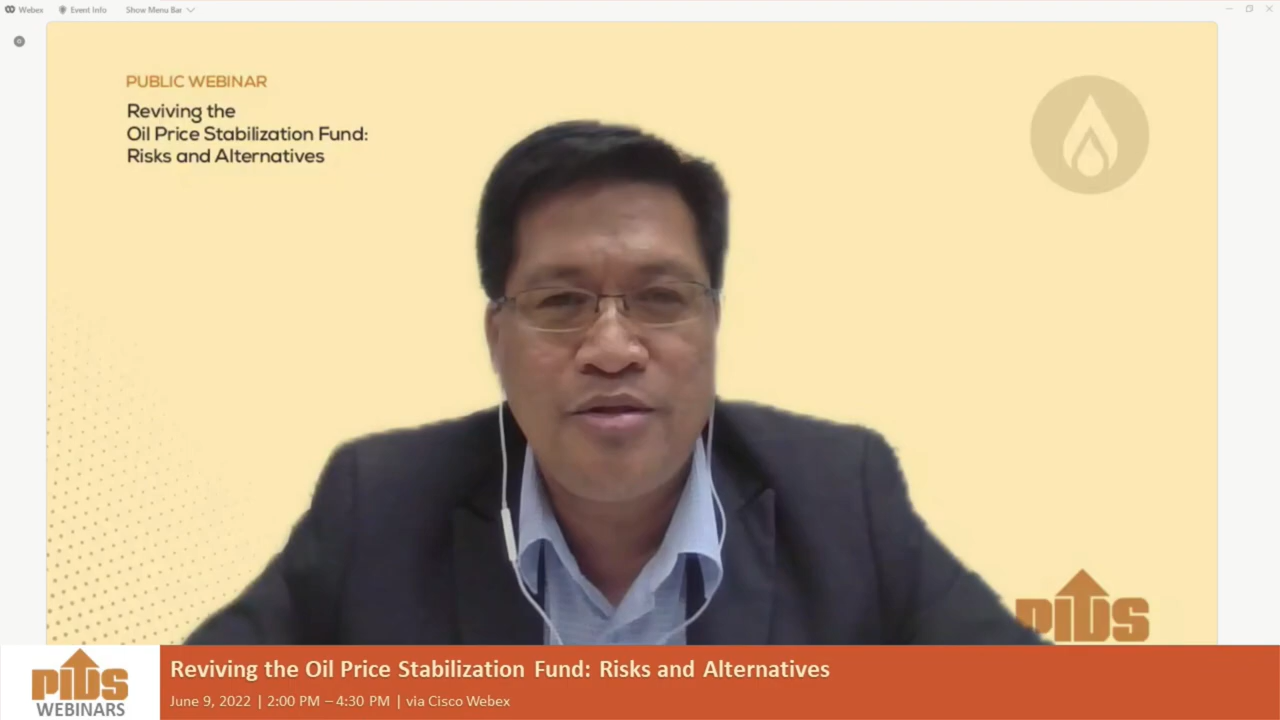 Webex
Event Info
Show Menu Bar
PUBLIC WEBINAR
Reviving the
Oil Price Stabilization Fund:
Risks and Alternatives
PIDS
PIDS
WEBINARS
Reviving the Oil Price Stabilization Fund: Risks and Alternatives
June 9, 2022 | 2:00 PM – 4:30 PM | via Cisco Webex